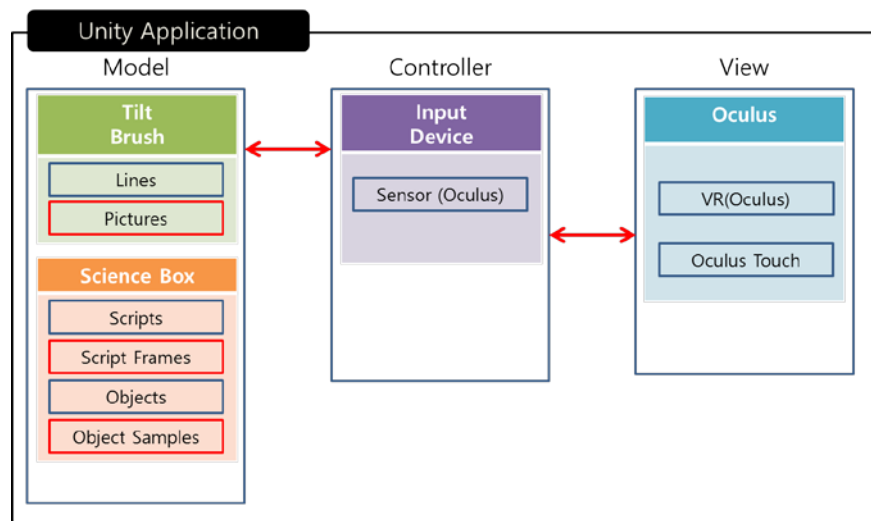 Unity Application
Model
Controller
View
Tilt
Brush
Lines
Pictures
Science Box
Scripts
Script Frames
Objects
Object Samples
Input
Device
Sensor (Oculus)
Oculus
VR(Oculus)
Oculus Touch